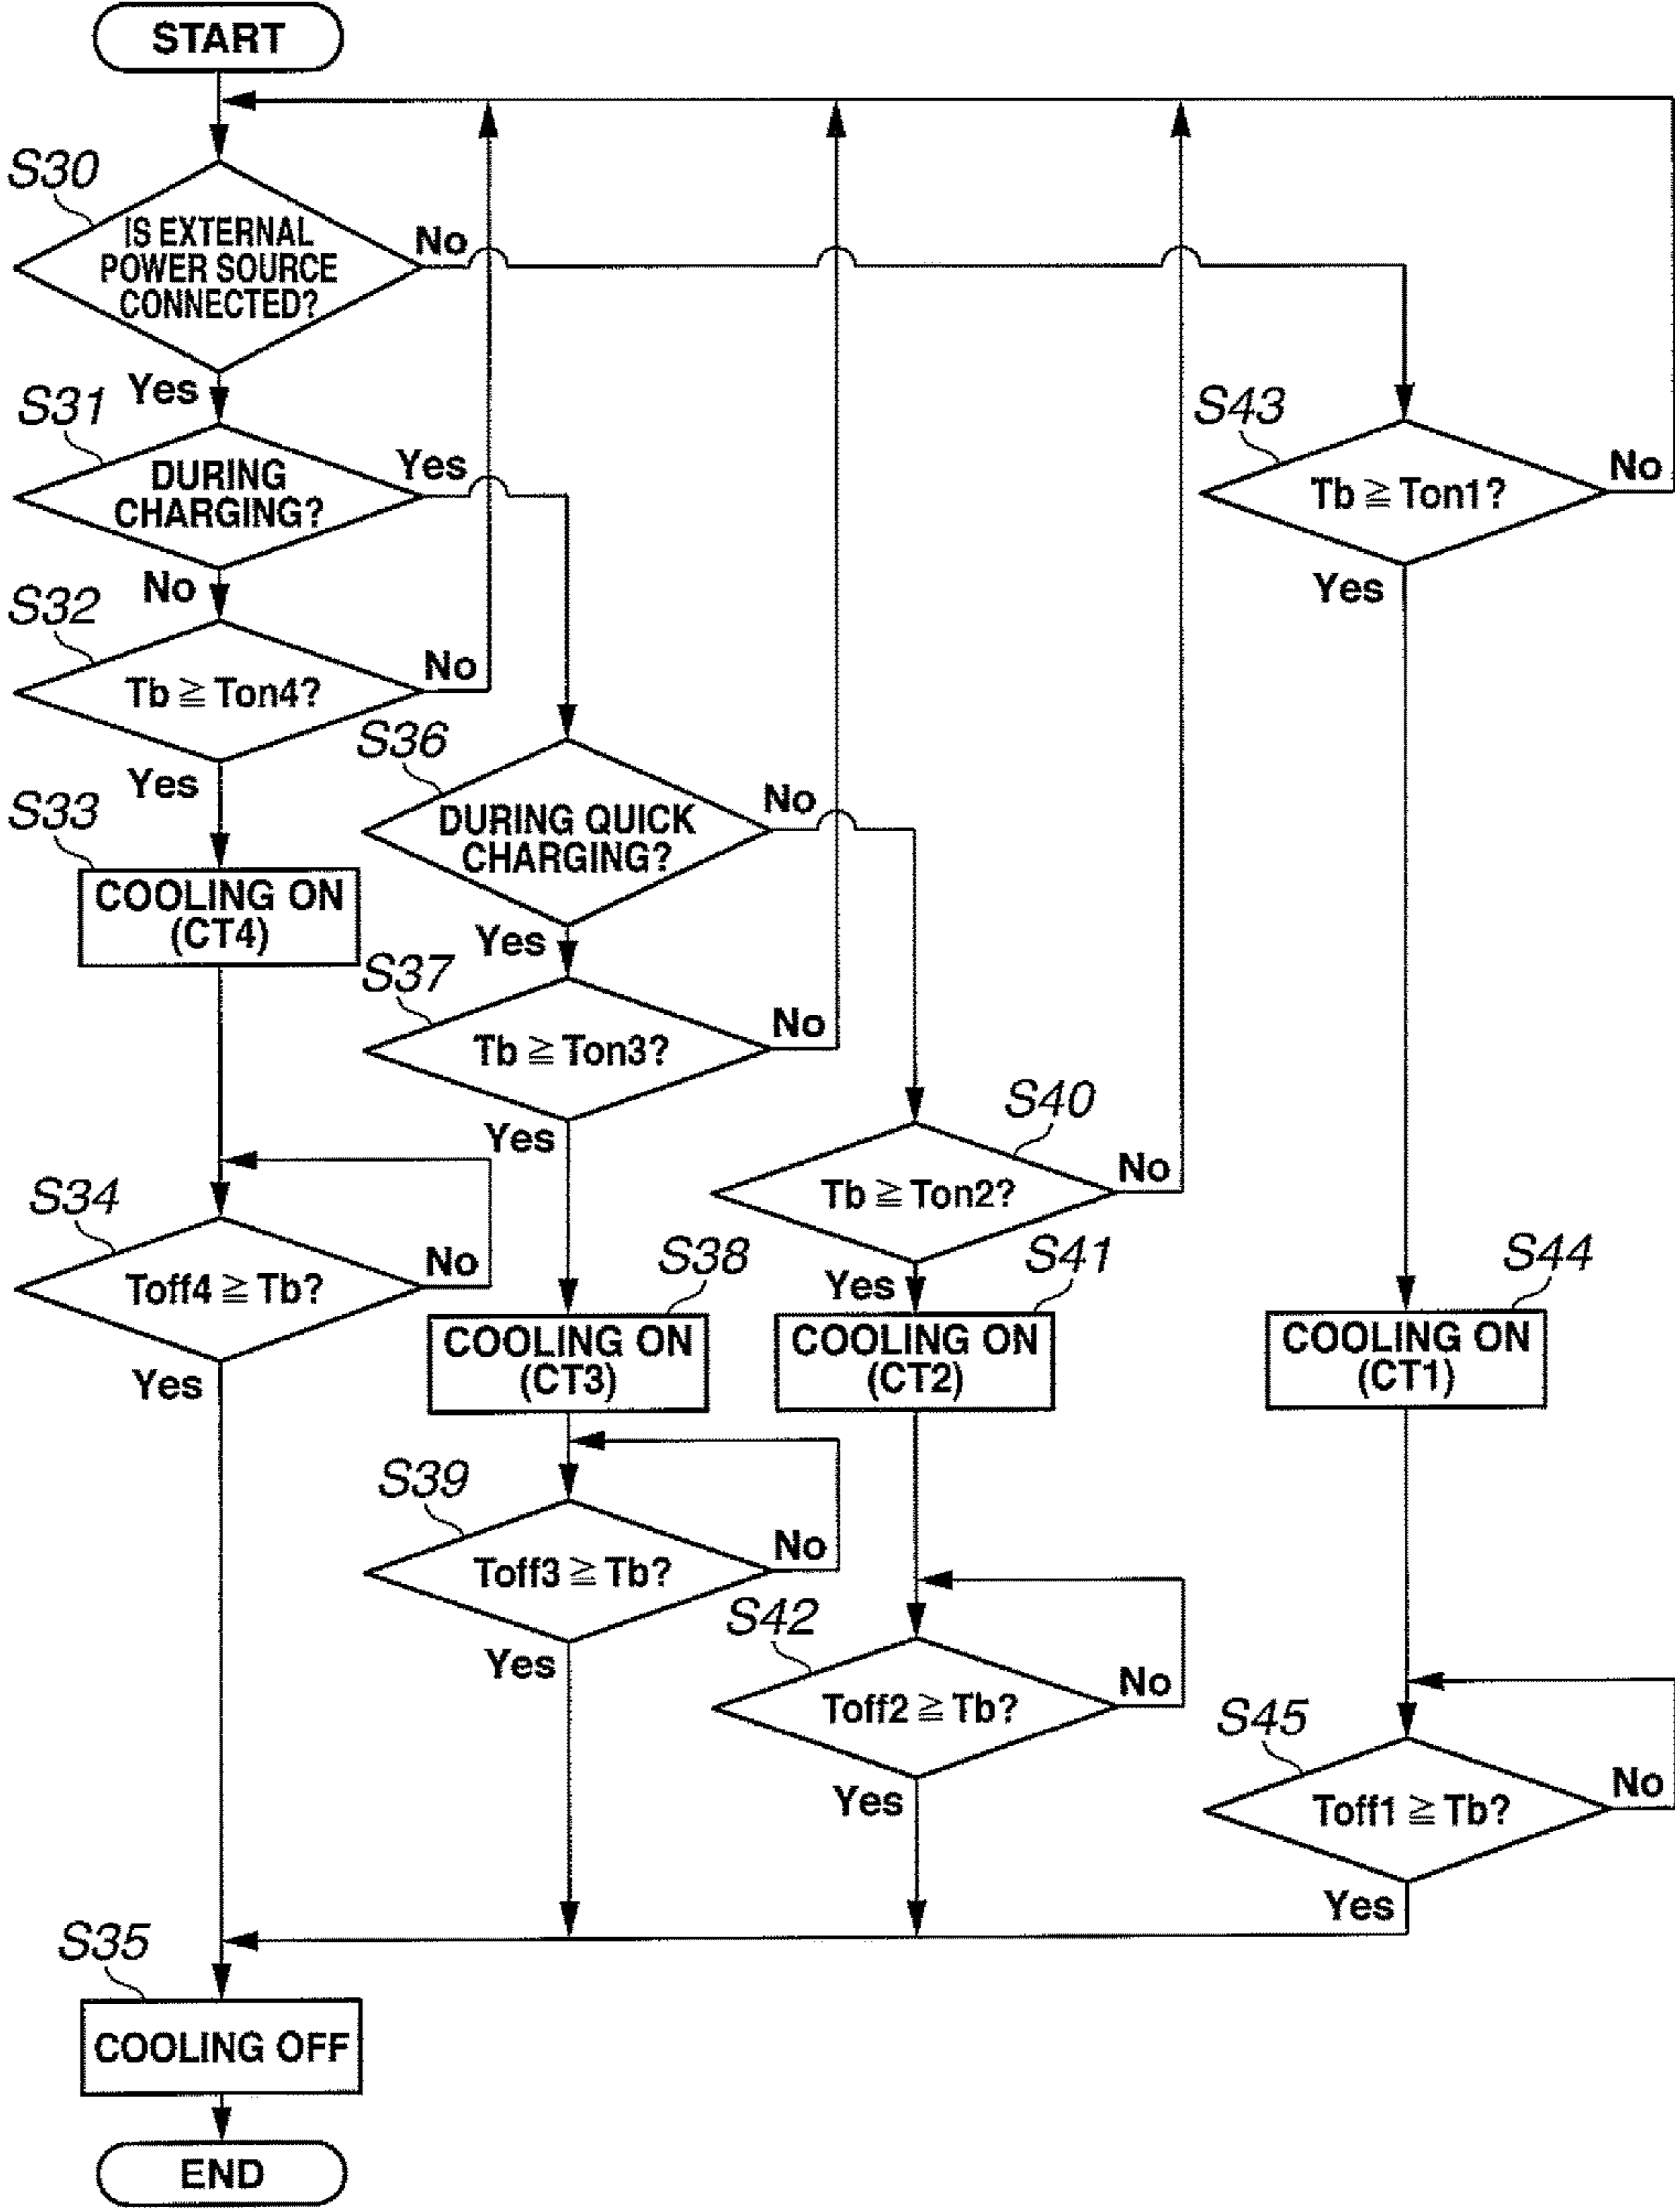 START
S30
IS EXTERNAL
POWER SOURCE
CONNECTED?
No
Yes
S31
DURING
CHARGING?
Yes
No
S43
Tb ≧ Ton1?
No
Yes
S32
Tb ≧ Ton4?
No
Yes
S36
DURING QUICK
CHARGING?
No
Yes
S33
COOLING ON
(CT4)
S37
Tb ≧ Ton3?
No
Yes
S40
Tb ≧ Ton2?
No
Yes
S34
Toff4 ≧ Tb?
No
Yes
S38
COOLING ON
(CT3)
S41
COOLING ON
(CT2)
S44
COOLING ON
(CT1)
S39
Toff3 ≧ Tb?
No
Yes
S42
Toff2 ≧ Tb?
No
Yes
S45
Toff1 ≧ Tb?
No
Yes
S35
COOLING OFF
END